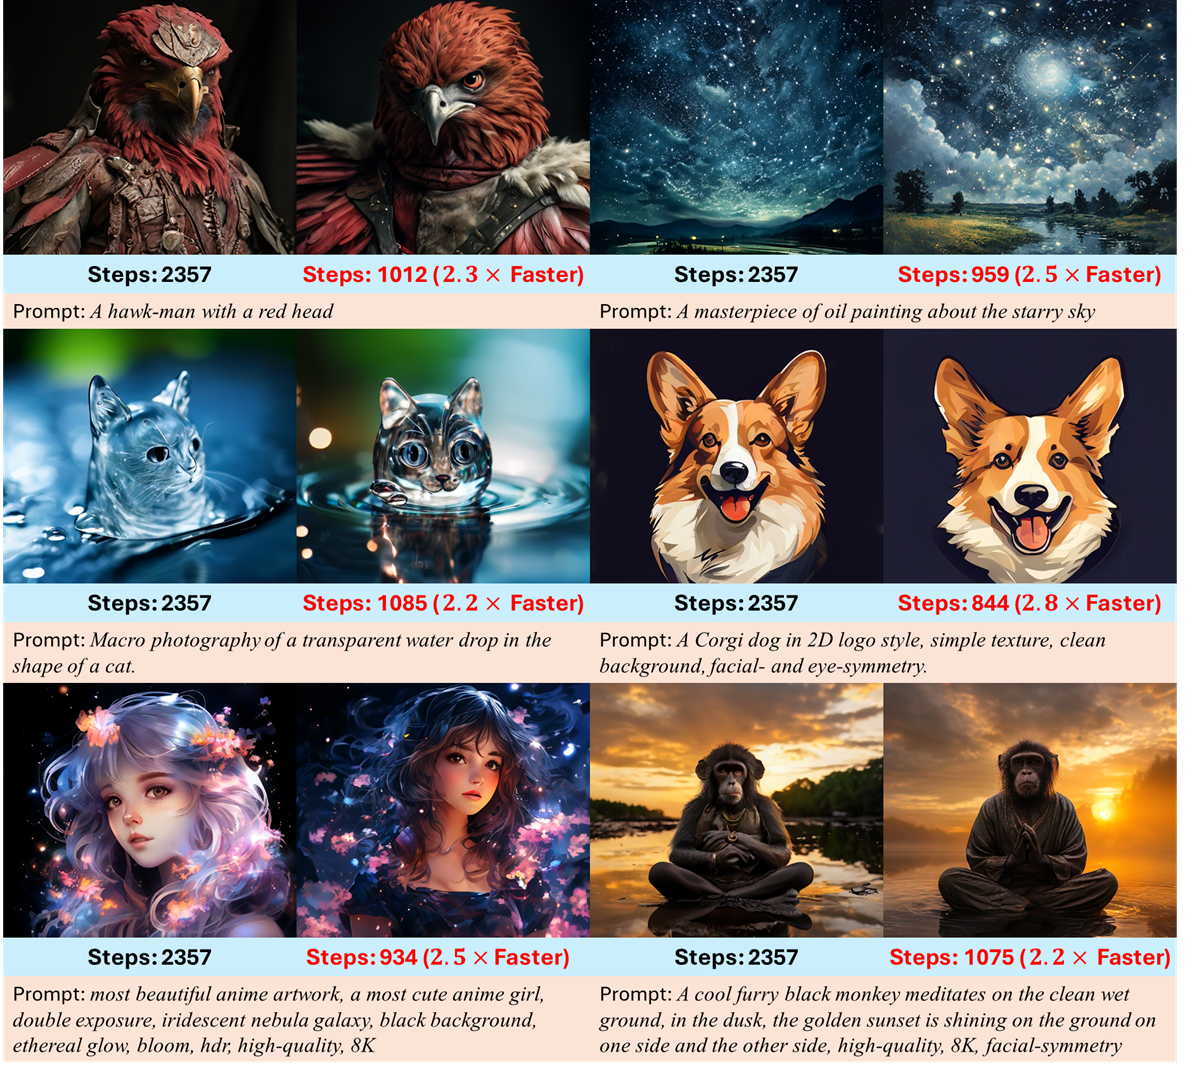 Steps: 2357
Steps: 1012 (2.3 × Faster)
Steps: 2357
Steps: 959 (2.5 × Faster)
Prompt: A hawk-man with a red head
Prompt: A masterpiece of oil painting about the starry sky
Steps: 2357
Steps: 1085 (2.2 × Faster)
Steps: 2357
Steps: 844 (2.8 × Faster)
Prompt: Macro photography of a transparent water drop in the
shape of a cat.
Prompt: A Corgi dog in 2D logo style, simple texture, clean
background, facial- and eye-symmetry.
Steps: 2357
Steps: 934 (2.5 × Faster)
Steps: 2357
Steps: 1075 (2.2 × Faster)
Prompt: most beautiful anime artwork, a most cute anime girl,
double exposure, iridescent nebula galaxy, black background,
ethereal glow, bloom, hdr, high-quality, 8K
Prompt: A cool furry black monkey meditates on the clean wet
ground, in the dusk, the golden sunset is shining on the ground on
one side and the other side, high-quality, 8K, facial-symmetry